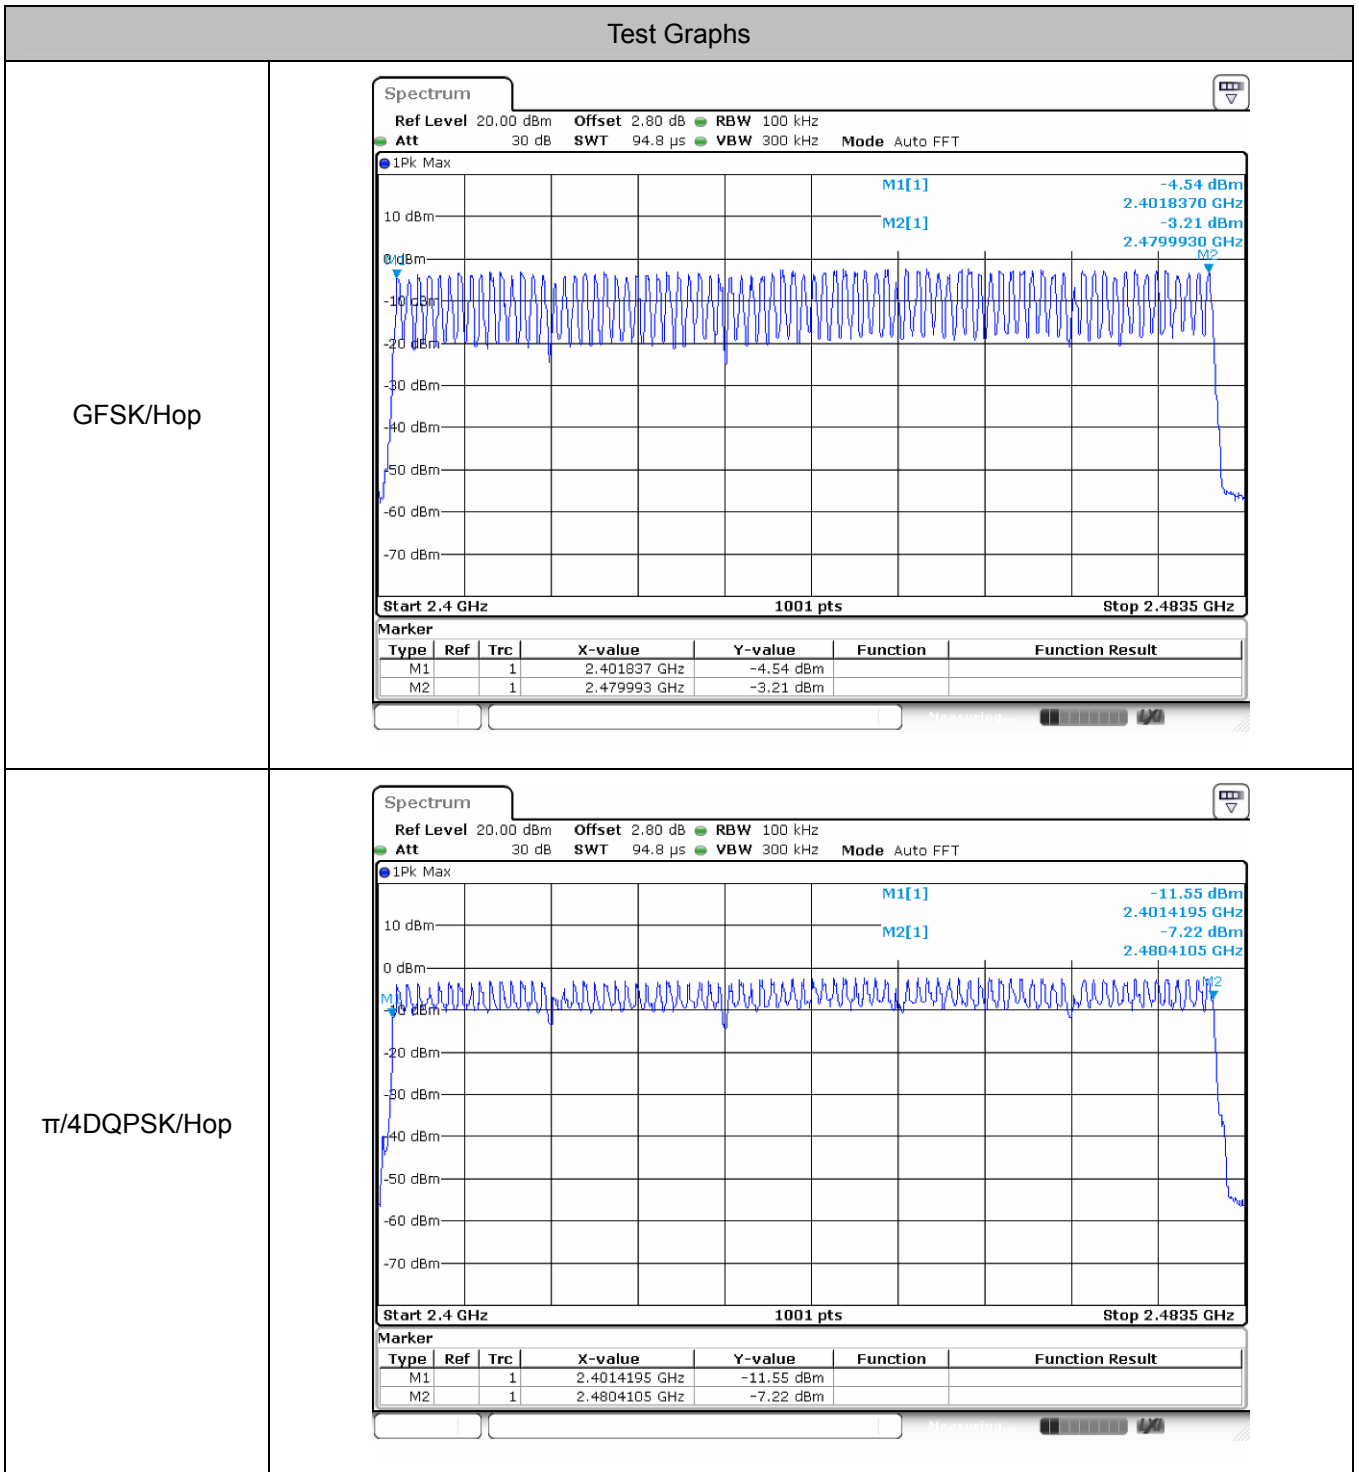 Test Graphs
GFSK/Hop
Spectrum
Ref Level 20.00 dBm Offset 2.80 dB RBW 100 kHz
Att 30 dB SWT 94.8 µs VBW 300 kHz Mode Auto FFT
1Pk Max
M1[1] -4.54 dBm
2.4018370 GHz
10 dBm
M2[1] -3.21 dBm
2.4799930 GHz
M2
0 dBm
M1
-10 dBm
-20 dBm
-30 dBm
-40 dBm
-50 dBm
-60 dBm
-70 dBm
Start 2.4 GHz 1001 pts Stop 2.4835 GHz
Marker
Type Ref Trc X-value Y-value Function Function Result
M1 1 2.401837 GHz -4.54 dBm
M2 1 2.479993 GHz -3.21 dBm
Measuring... LXI
π/4DQPSK/Hop
Spectrum
Ref Level 20.00 dBm Offset 2.80 dB RBW 100 kHz
Att 30 dB SWT 94.8 µs VBW 300 kHz Mode Auto FFT
1Pk Max
M1[1] -11.55 dBm
2.4014195 GHz
10 dBm
M2[1] -7.22 dBm
2.4804105 GHz
0 dBm
M2
M1
-10 dBm
-20 dBm
-30 dBm
-40 dBm
-50 dBm
-60 dBm
-70 dBm
Start 2.4 GHz 1001 pts Stop 2.4835 GHz
Marker
Type Ref Trc X-value Y-value Function Function Result
M1 1 2.4014195 GHz -11.55 dBm
M2 1 2.4804105 GHz -7.22 dBm
Measuring... LXI